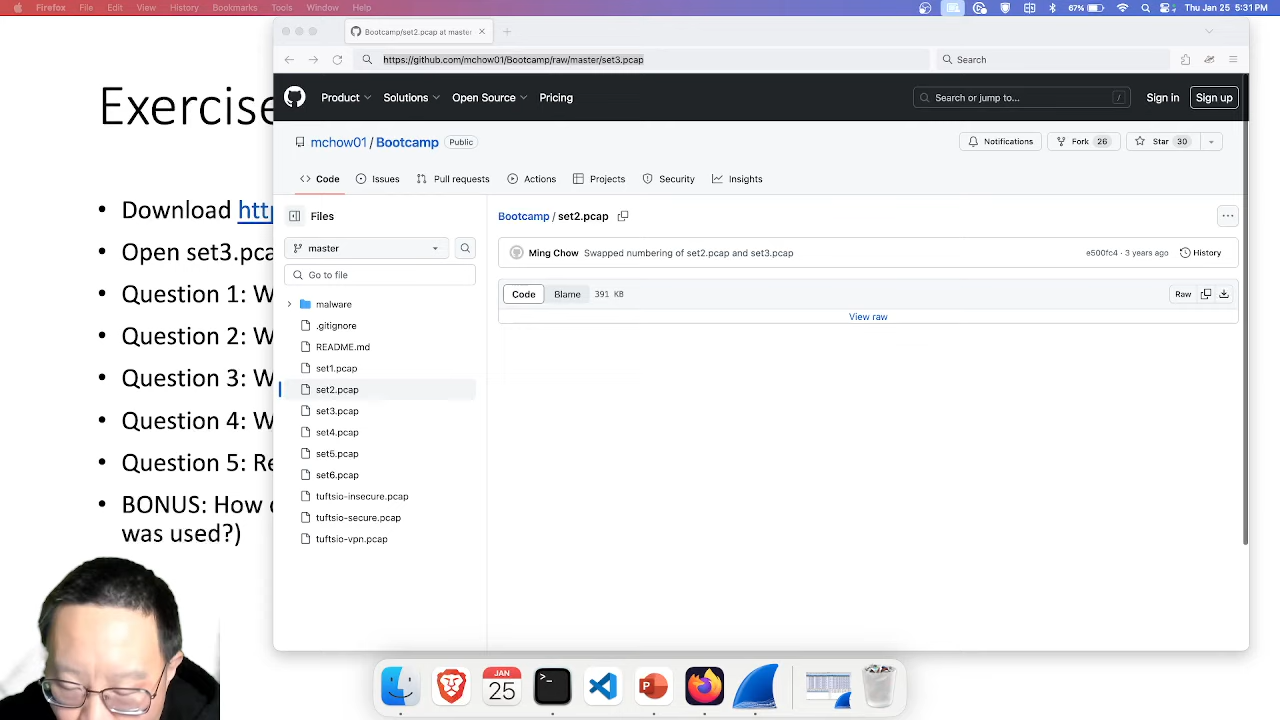 Firefox File Edit View History Bookmarks Tools Window Help 67% Thu Jan 25 5:31 PM
Bootcamp/set2.pcap at master
https://github.com/mchow01/Bootcamp/raw/master/set3.pcap
Search
Product Solutions Open Source Pricing
Search or jump to... /
Sign in Sign up
mchow01 / Bootcamp Public
Notifications Fork 26 Star 30
Code Issues Pull requests Actions Projects Security Insights
Files
master
Go to file
malware
.gitignore
README.md
set1.pcap
set2.pcap
set3.pcap
set4.pcap
set5.pcap
set6.pcap
tuftsio-insecure.pcap
tuftsio-secure.pcap
tuftsio-vpn.pcap
Bootcamp / set2.pcap
Ming Chow Swapped numbering of set2.pcap and set3.pcap e500fc4 · 3 years ago History
Code Blame 391 KB Raw
View raw
Exercise
• Download http
• Open set3.pca
• Question 1: W
• Question 2: W
• Question 3: W
• Question 4: W
• Question 5: Re
• BONUS: How
was used?)
JAN
25
>_